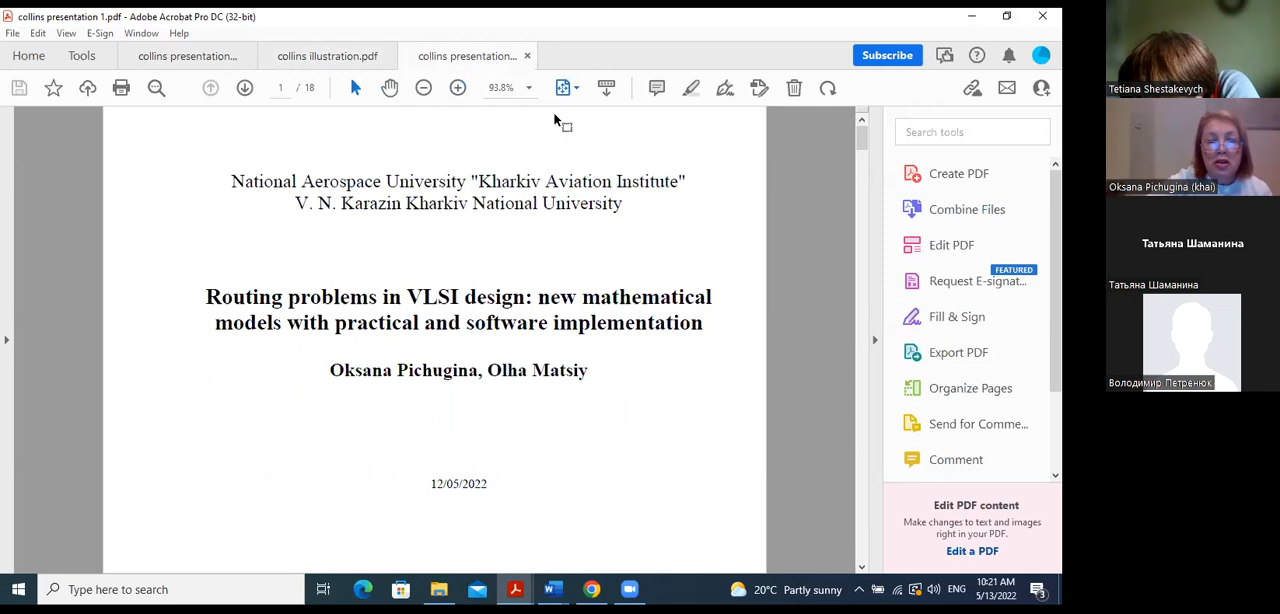 collins presentation 1.pdf - Adobe Acrobat Pro DC (32-bit)
File Edit View E-Sign Window Help
Home Tools collins presentation... collins illustration.pdf collins presentation... × Subscribe
1 / 18 93.8%
National Aerospace University "Kharkiv Aviation Institute"
V. N. Karazin Kharkiv National University
Routing problems in VLSI design: new mathematical
models with practical and software implementation
Oksana Pichugina, Olha Matsiy
12/05/2022
Search tools
Create PDF
Combine Files
Edit PDF
FEATURED
Request E-signat...
Fill & Sign
Export PDF
Organize Pages
Send for Comme...
Comment
Edit PDF content
Make changes to text and images
right in your PDF.
Edit a PDF
Type here to search
20°C Partly sunny ENG
10:21 AM
5/13/2022
3
Tetiana Shestakevych
Oksana Pichugina (khai)
Татьяна Шаманина
Татьяна Шаманина
Володимир Петренюк